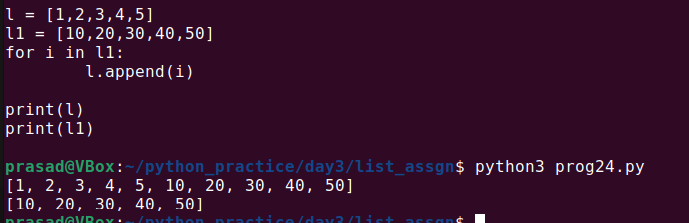 l = [1,2,3,4,5]
l1 = [10,20,30,40,50]
for i in l1:
        l.append(i)

print(l)
print(l1)

prasad@VBox:~/python_practice/day3/list_assgn$ python3 prog24.py
[1, 2, 3, 4, 5, 10, 20, 30, 40, 50]
[10, 20, 30, 40, 50]
prasad@VBox:~/python_practice/day3/list_assgn$